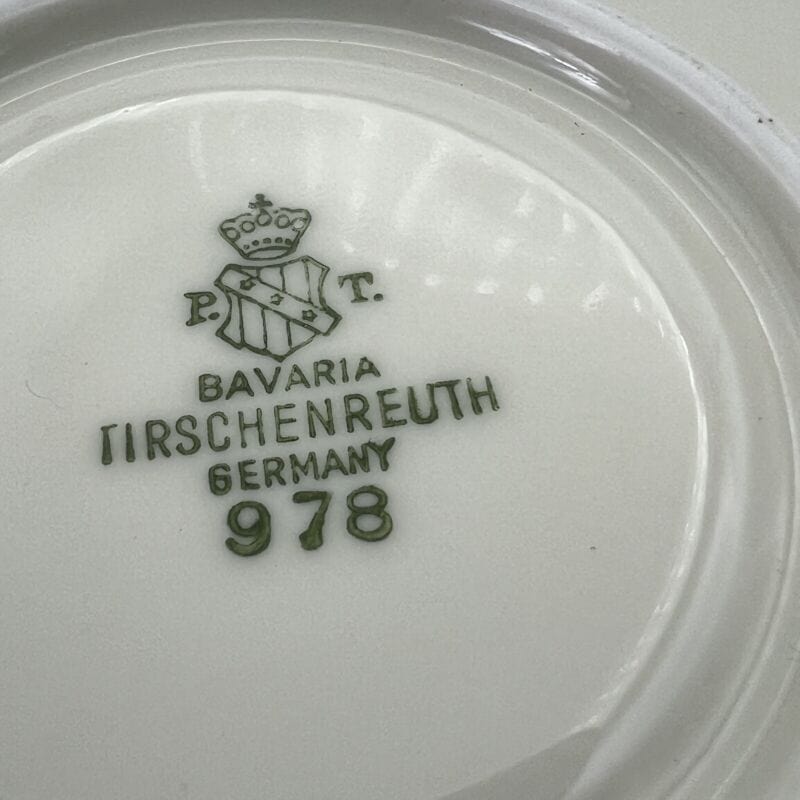 P. T.
BAVARIA
TIRSCHENREUTH
GERMANY
978